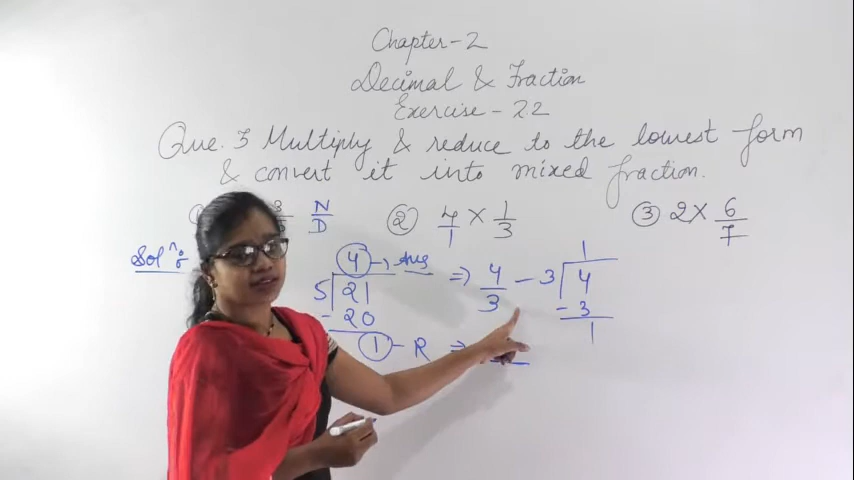 Chapter-2
Decimal & Fraction
Exercise - 2.2
Que. 3 Multiply & reduce to the lowest form
& convert it into mixed fraction.
N/D ② 4/1 × 1/3 ③ 2 × 6/7
Solⁿ: 4 → Ans ⇒ 4/3 - 3) 4 1
5) 21 - 3
- 20 1
1 - R ⇒